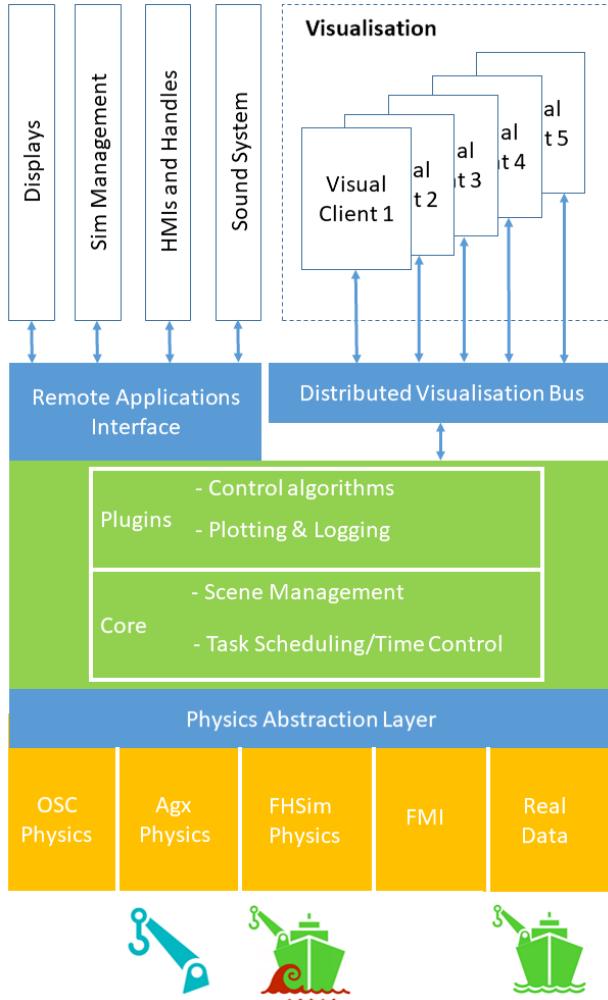 Visualisation
Displays
Sim Management
HMIs and Handles
Sound System
Visual
Client 1
al
t 2
al
nt 3
al
nt 4
al
t 5
Remote Applications
Interface
Distributed Visualisation Bus
Plugins
- Control algorithms
- Plotting & Logging
Core
- Scene Management
- Task Scheduling/Time Control
Physics Abstraction Layer
OSC
Physics
Agx
Physics
FHSim
Physics
FMI
Real
Data